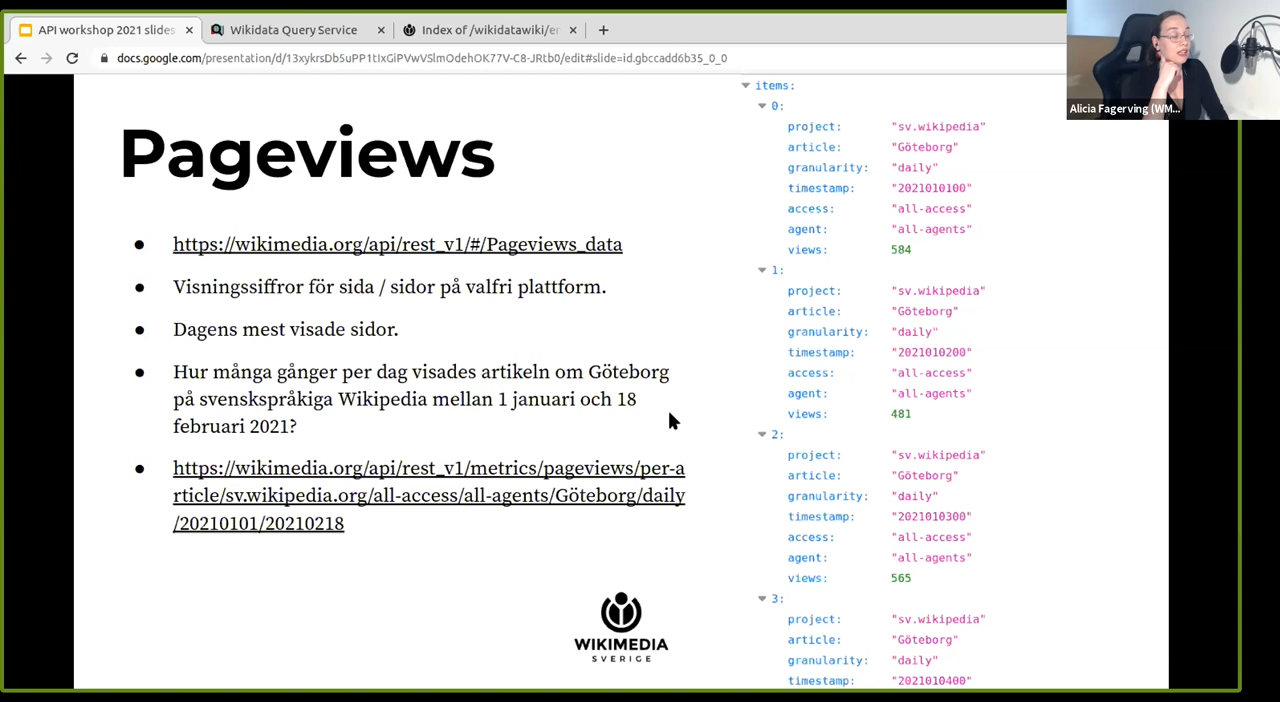 API workshop 2021 slides
Wikidata Query Service
Index of /wikidatawiki/er
docs.google.com/presentation/d/13xykrsDb5uPP1tIxGiPVwVSlmOdehOK77V-C8-JRtb0/edit#slide=id.gbccadd6b35_0_0
Alicia Fagerving (WM...
Pageviews
https://wikimedia.org/api/rest_v1/#/Pageviews_data
Visningssiffror för sida / sidor på valfri plattform.
Dagens mest visade sidor.
Hur många gånger per dag visades artikeln om Göteborg
på svenskspråkiga Wikipedia mellan 1 januari och 18
februari 2021?
https://wikimedia.org/api/rest_v1/metrics/pageviews/per-a
rticle/sv.wikipedia.org/all-access/all-agents/Göteborg/daily
/20210101/20210218
WIKIMEDIA
SVERIGE
items:
0:
project: "sv.wikipedia"
article: "Göteborg"
granularity: "daily"
timestamp: "2021010100"
access: "all-access"
agent: "all-agents"
views: 584
1:
project: "sv.wikipedia"
article: "Göteborg"
granularity: "daily"
timestamp: "2021010200"
access: "all-access"
agent: "all-agents"
views: 481
2:
project: "sv.wikipedia"
article: "Göteborg"
granularity: "daily"
timestamp: "2021010300"
access: "all-access"
agent: "all-agents"
views: 565
3:
project: "sv.wikipedia"
article: "Göteborg"
granularity: "daily"
timestamp: "2021010400"